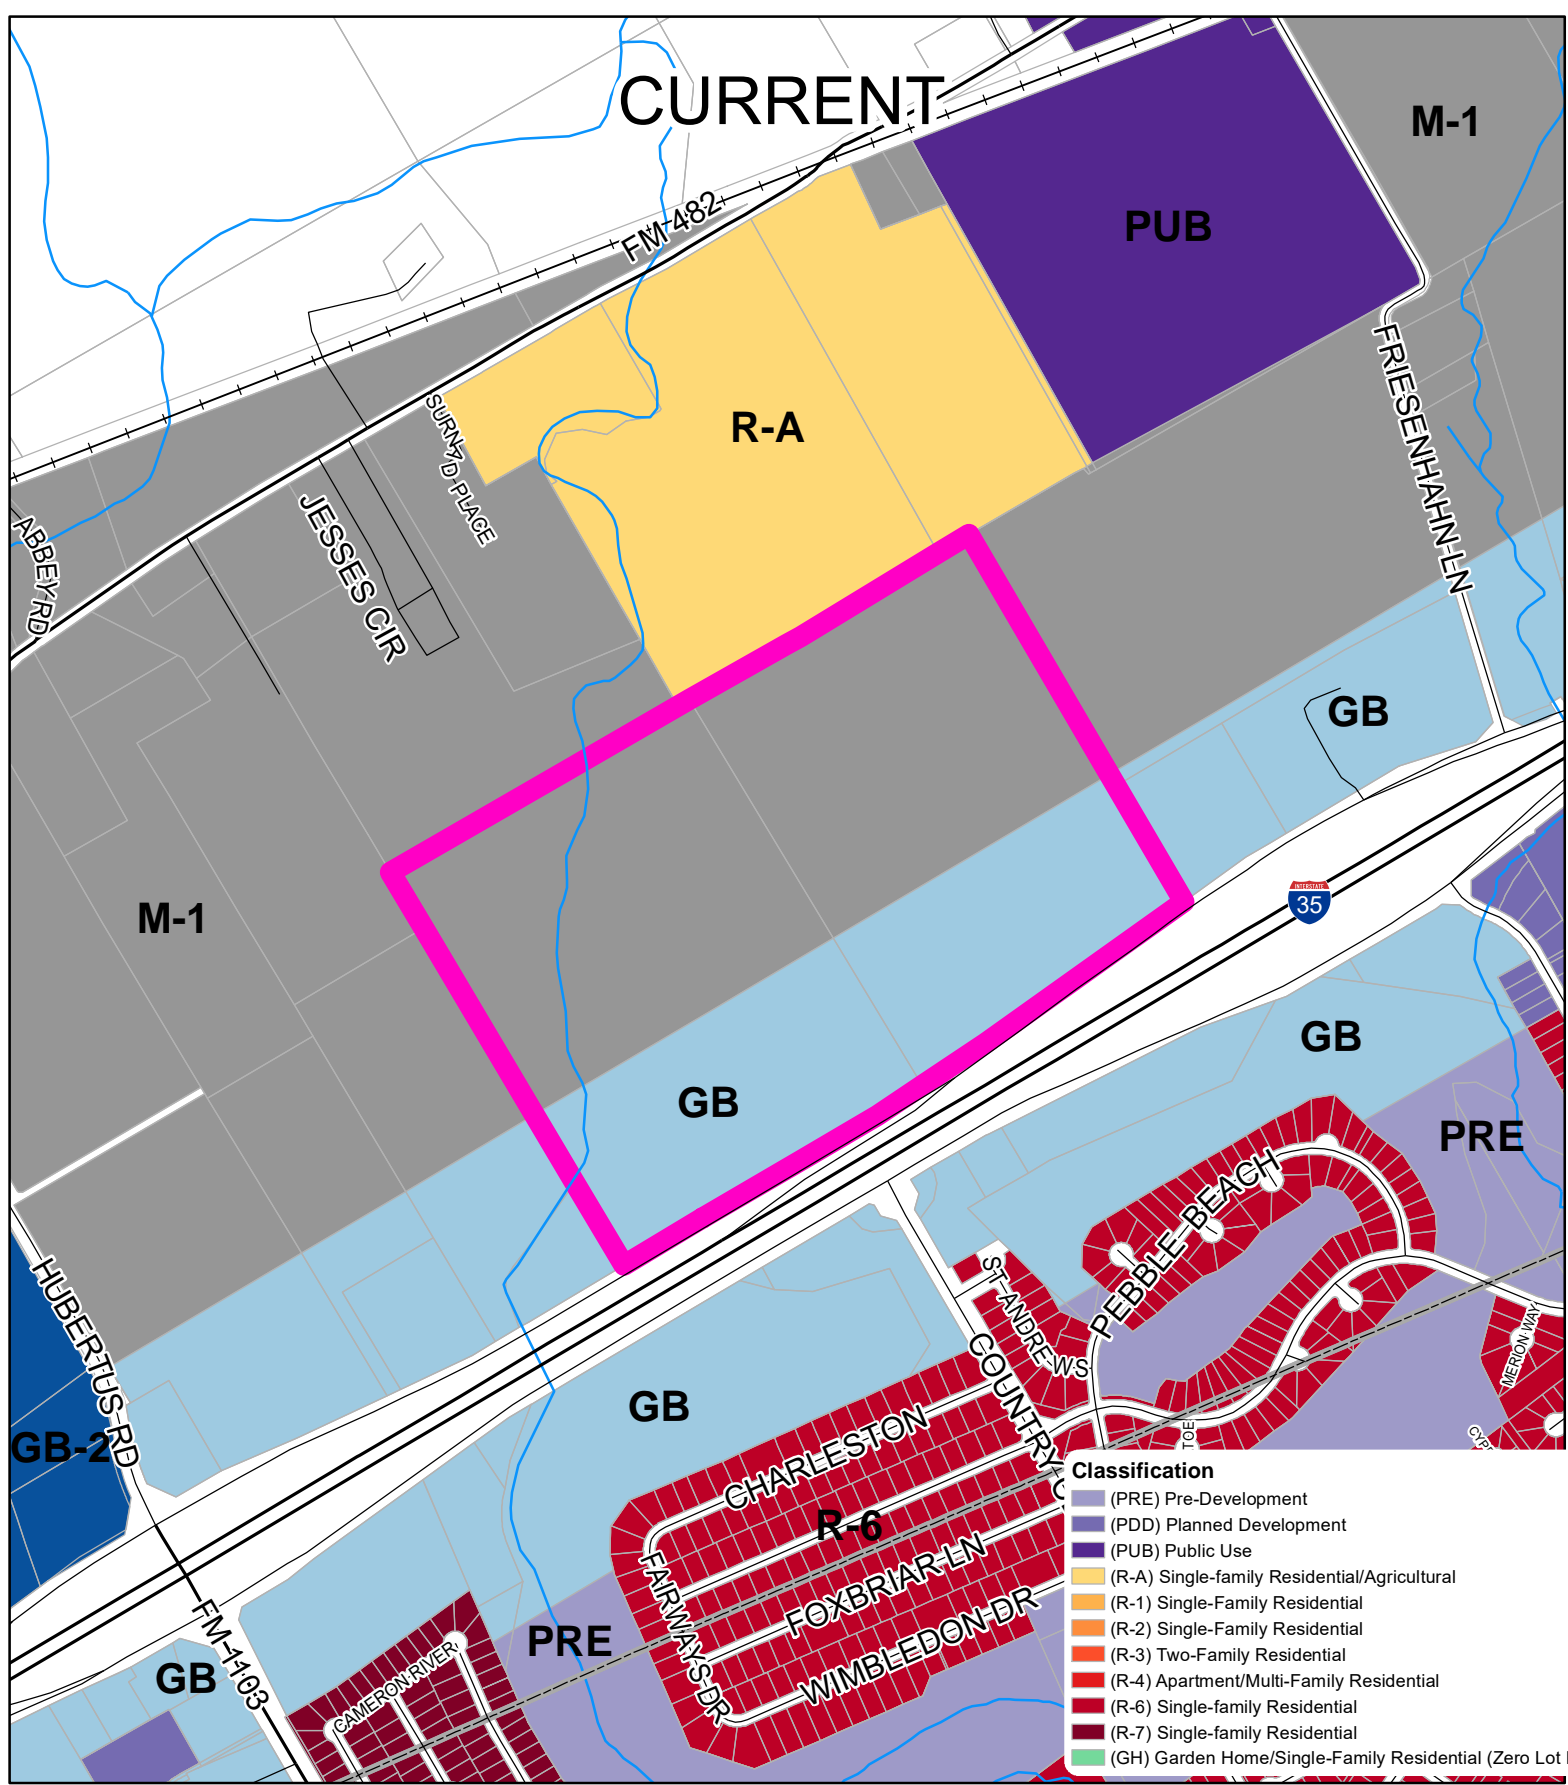 CURRENT
M-1
PUB
FM 482
R-A
FRIESENHAHN LN
JESSES CIR
ABBEY RD
GB
INTERSTATE
35
M-1
GB
GB
PRE
PEBBLE BEACH
ST ANDREWS
MERION WAY
HUBERTUS RD
GB-2
GB
COUNTRY
CHARLESTON
R-6
FOXBRIAR LN
FAIRWAYS DR
WIMBLEDON DR
PRE
FM 1103
GB
CAMERON RIVER
TOE
Classification
(PRE) Pre-Development
(PDD) Planned Development
(PUB) Public Use
(R-A) Single-family Residential/Agricultural
(R-1) Single-Family Residential
(R-2) Single-Family Residential
(R-3) Two-Family Residential
(R-4) Apartment/Multi-Family Residential
(R-6) Single-family Residential
(R-7) Single-family Residential
(GH) Garden Home/Single-Family Residential (Zero Lot